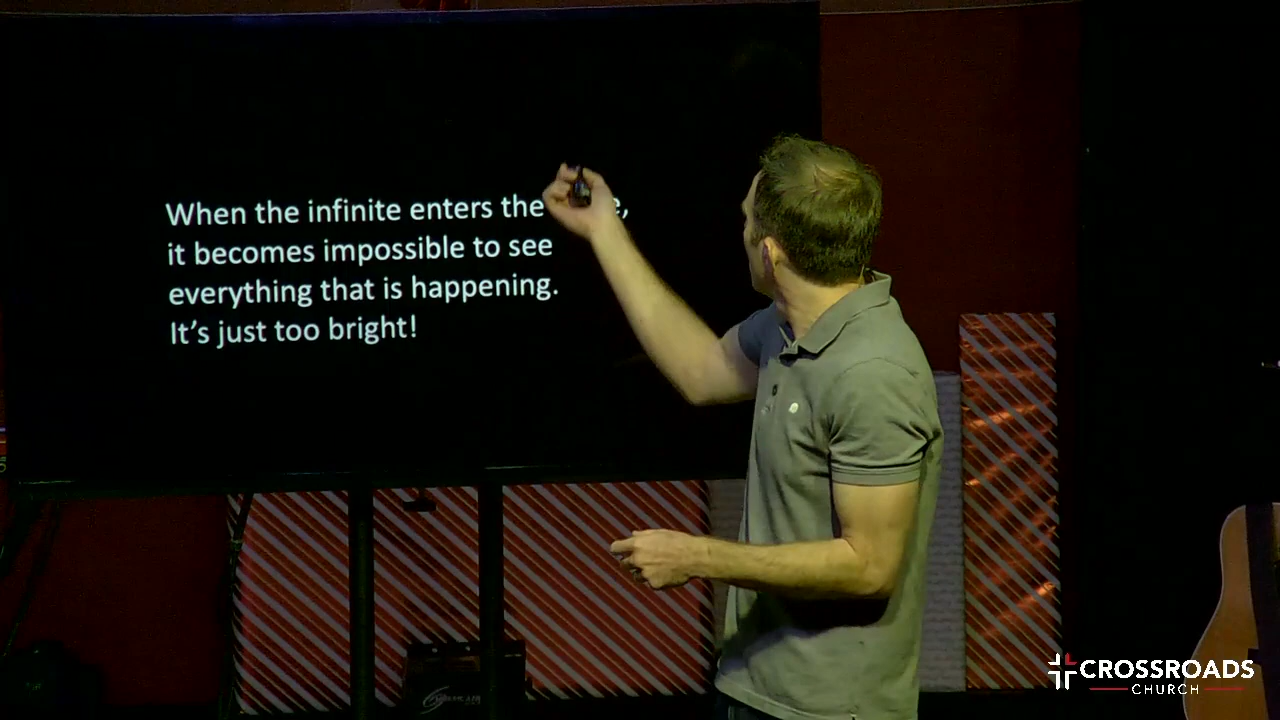 When the infinite enters the
it becomes impossible to see
everything that is happening.
It's just too bright!
CROSSROADS
CHURCH